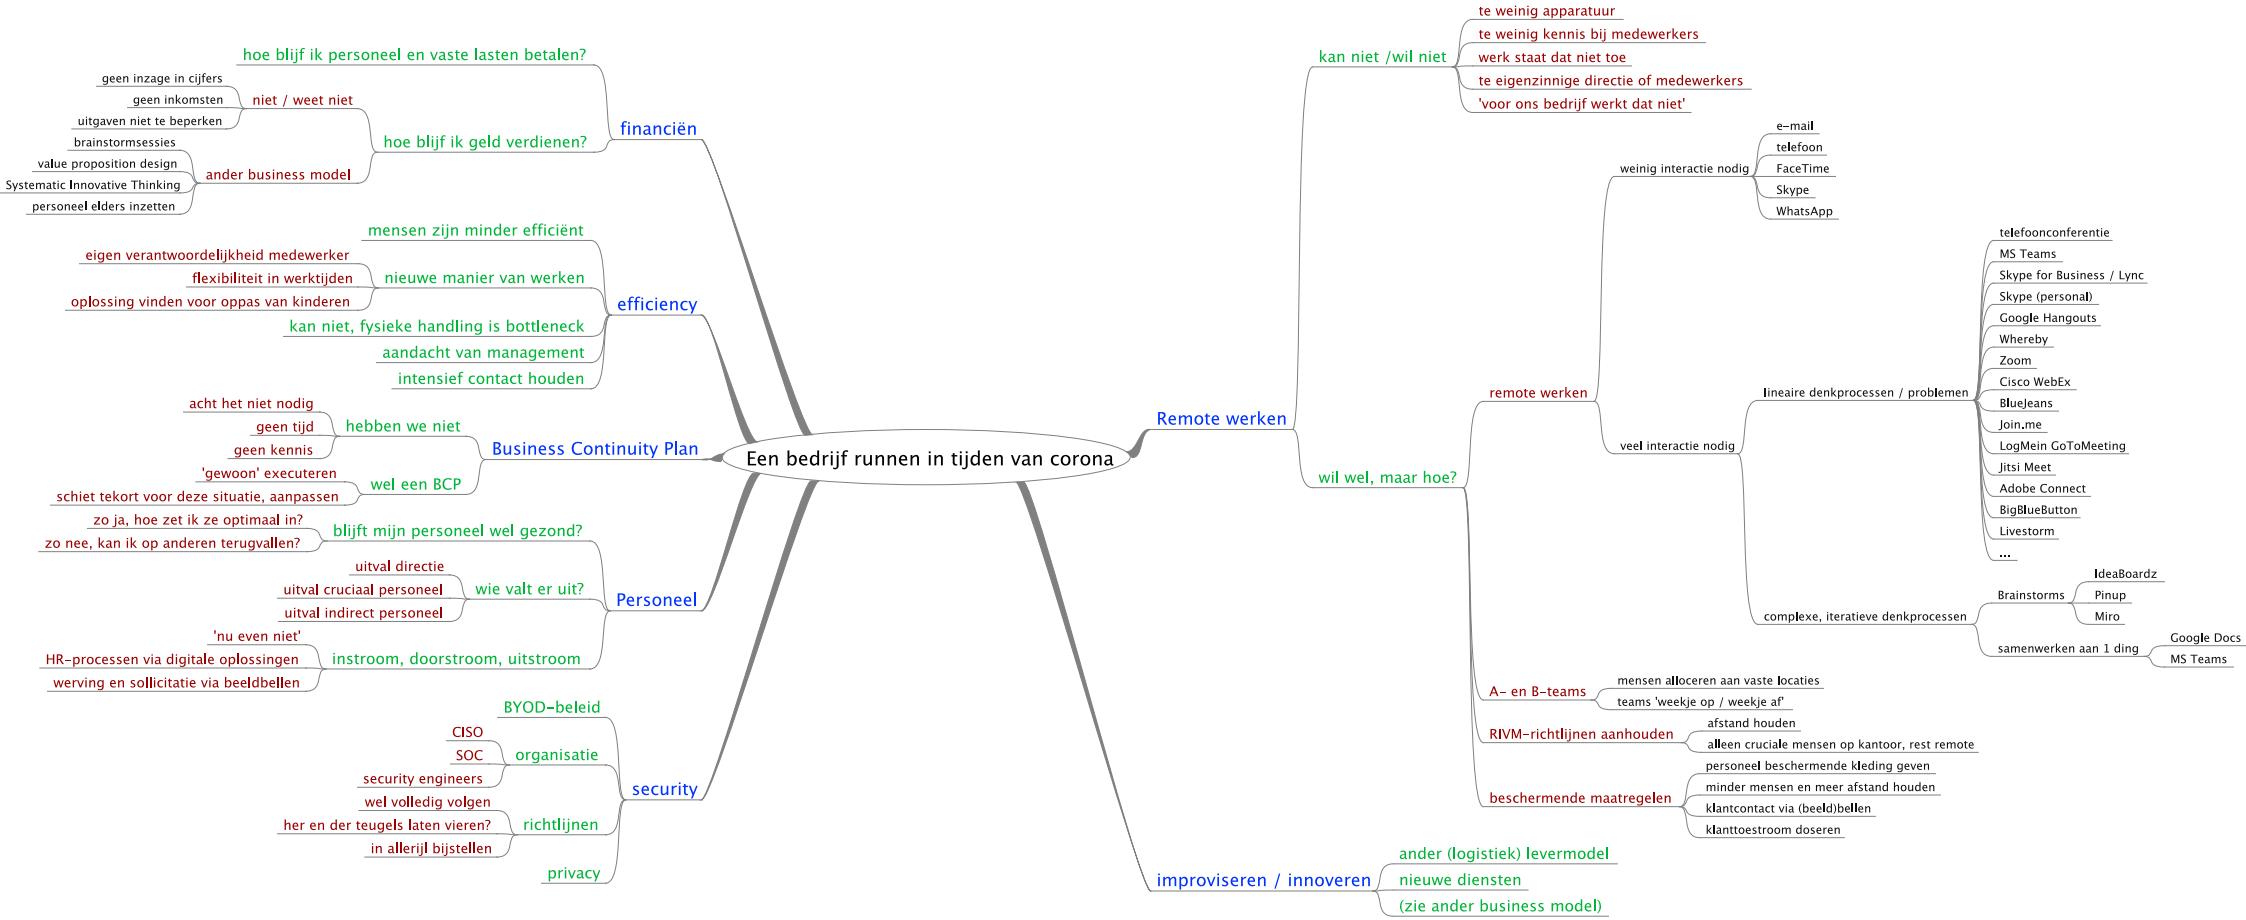 Een bedrijf runnen in tijden van corona
financiën
hoe blijf ik personeel en vaste lasten betalen?
hoe blijf ik geld verdienen?
niet / weet niet
geen inzage in cijfers
geen inkomsten
uitgaven niet te beperken
ander business model
brainstormsessies
value proposition design
Systematic Innovative Thinking
personeel elders inzetten
efficiency
mensen zijn minder efficiënt
nieuwe manier van werken
eigen verantwoordelijkheid medewerker
flexibiliteit in werktijden
oplossing vinden voor oppas van kinderen
kan niet, fysieke handling is bottleneck
aandacht van management
intensief contact houden
Business Continuity Plan
hebben we niet
acht het niet nodig
geen tijd
geen kennis
wel een BCP
'gewoon' executeren
schiet tekort voor deze situatie, aanpassen
Personeel
blijft mijn personeel wel gezond?
zo ja, hoe zet ik ze optimaal in?
zo nee, kan ik op anderen terugvallen?
wie valt er uit?
uitval directie
uitval cruciaal personeel
uitval indirect personeel
instroom, doorstroom, uitstroom
'nu even niet'
HR-processen via digitale oplossingen
werving en sollicitatie via beeldbellen
security
BYOD-beleid
organisatie
CISO
SOC
security engineers
richtlijnen
wel volledig volgen
her en der teugels laten vieren?
in allerijl bijstellen
privacy
Remote werken
kan niet /wil niet
te weinig apparatuur
te weinig kennis bij medewerkers
werk staat dat niet toe
te eigenzinnige directie of medewerkers
'voor ons bedrijf werkt dat niet'
wil wel, maar hoe?
remote werken
weinig interactie nodig
e-mail
telefoon
FaceTime
Skype
WhatsApp
veel interactie nodig
lineaire denkprocessen / problemen
telefoonconferentie
MS Teams
Skype for Business / Lync
Skype (personal)
Google Hangouts
Whereby
Zoom
Cisco WebEx
BlueJeans
Join.me
LogMein GoToMeeting
Jitsi Meet
Adobe Connect
BigBlueButton
Livestorm
...
complexe, iteratieve denkprocessen
Brainstorms
IdeaBoardz
Pinup
Miro
samenwerken aan 1 ding
Google Docs
MS Teams
A- en B-teams
mensen alloceren aan vaste locaties
teams 'weekje op / weekje af'
RIVM-richtlijnen aanhouden
afstand houden
alleen cruciale mensen op kantoor, rest remote
beschermende maatregelen
personeel beschermende kleding geven
minder mensen en meer afstand houden
klantcontact via (beeld)bellen
klanttoestroom doseren
improviseren / innoveren
ander (logistiek) levermodel
nieuwe diensten
(zie ander business model)